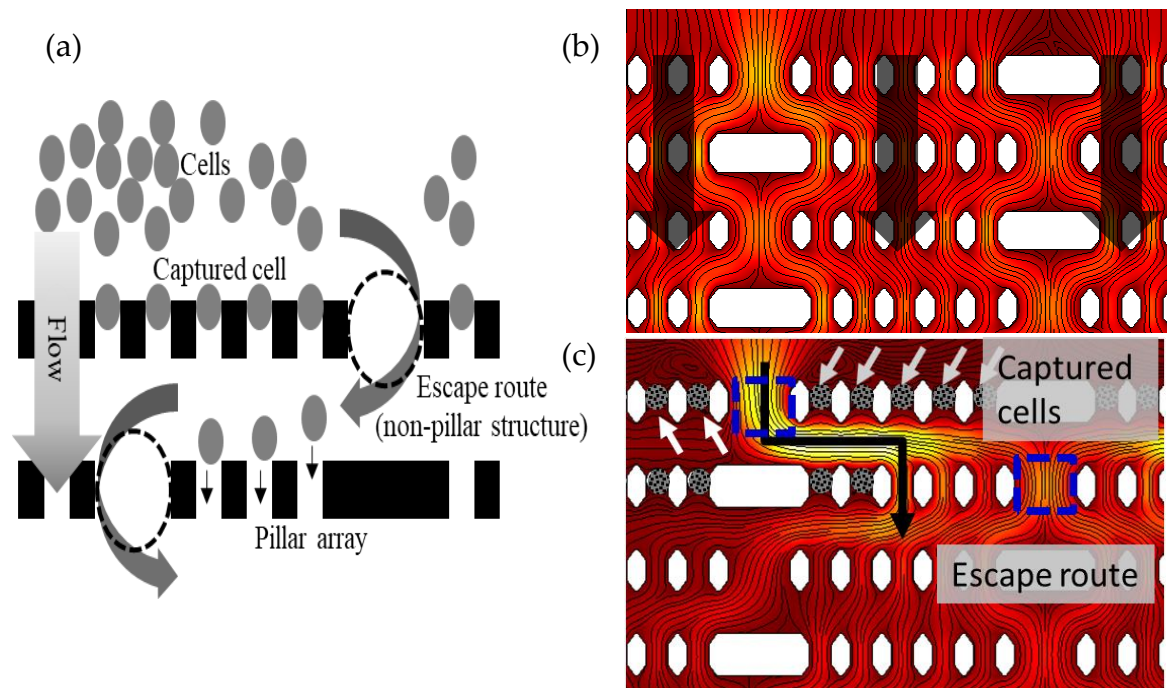 (a)
Cells
Captured cell
Flow
Escape route
(non-pillar structure)
Pillar array
(b)
(c)
Captured
cells
Escape route